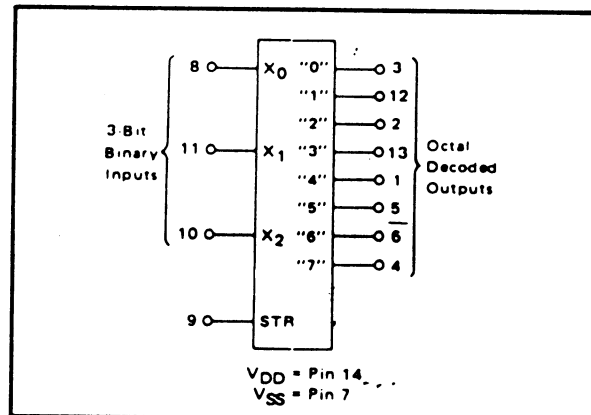 8 X0 "0" 3
"1" 12
"2" 2
3-Bit
Binary
Inputs
11 X1 "3" 13
Octal
Decoded
Outputs
"4" 1
"5" 5
10 X2 "6" 6
"7" 4
9 STR
VDD = Pin 14
VSS = Pin 7